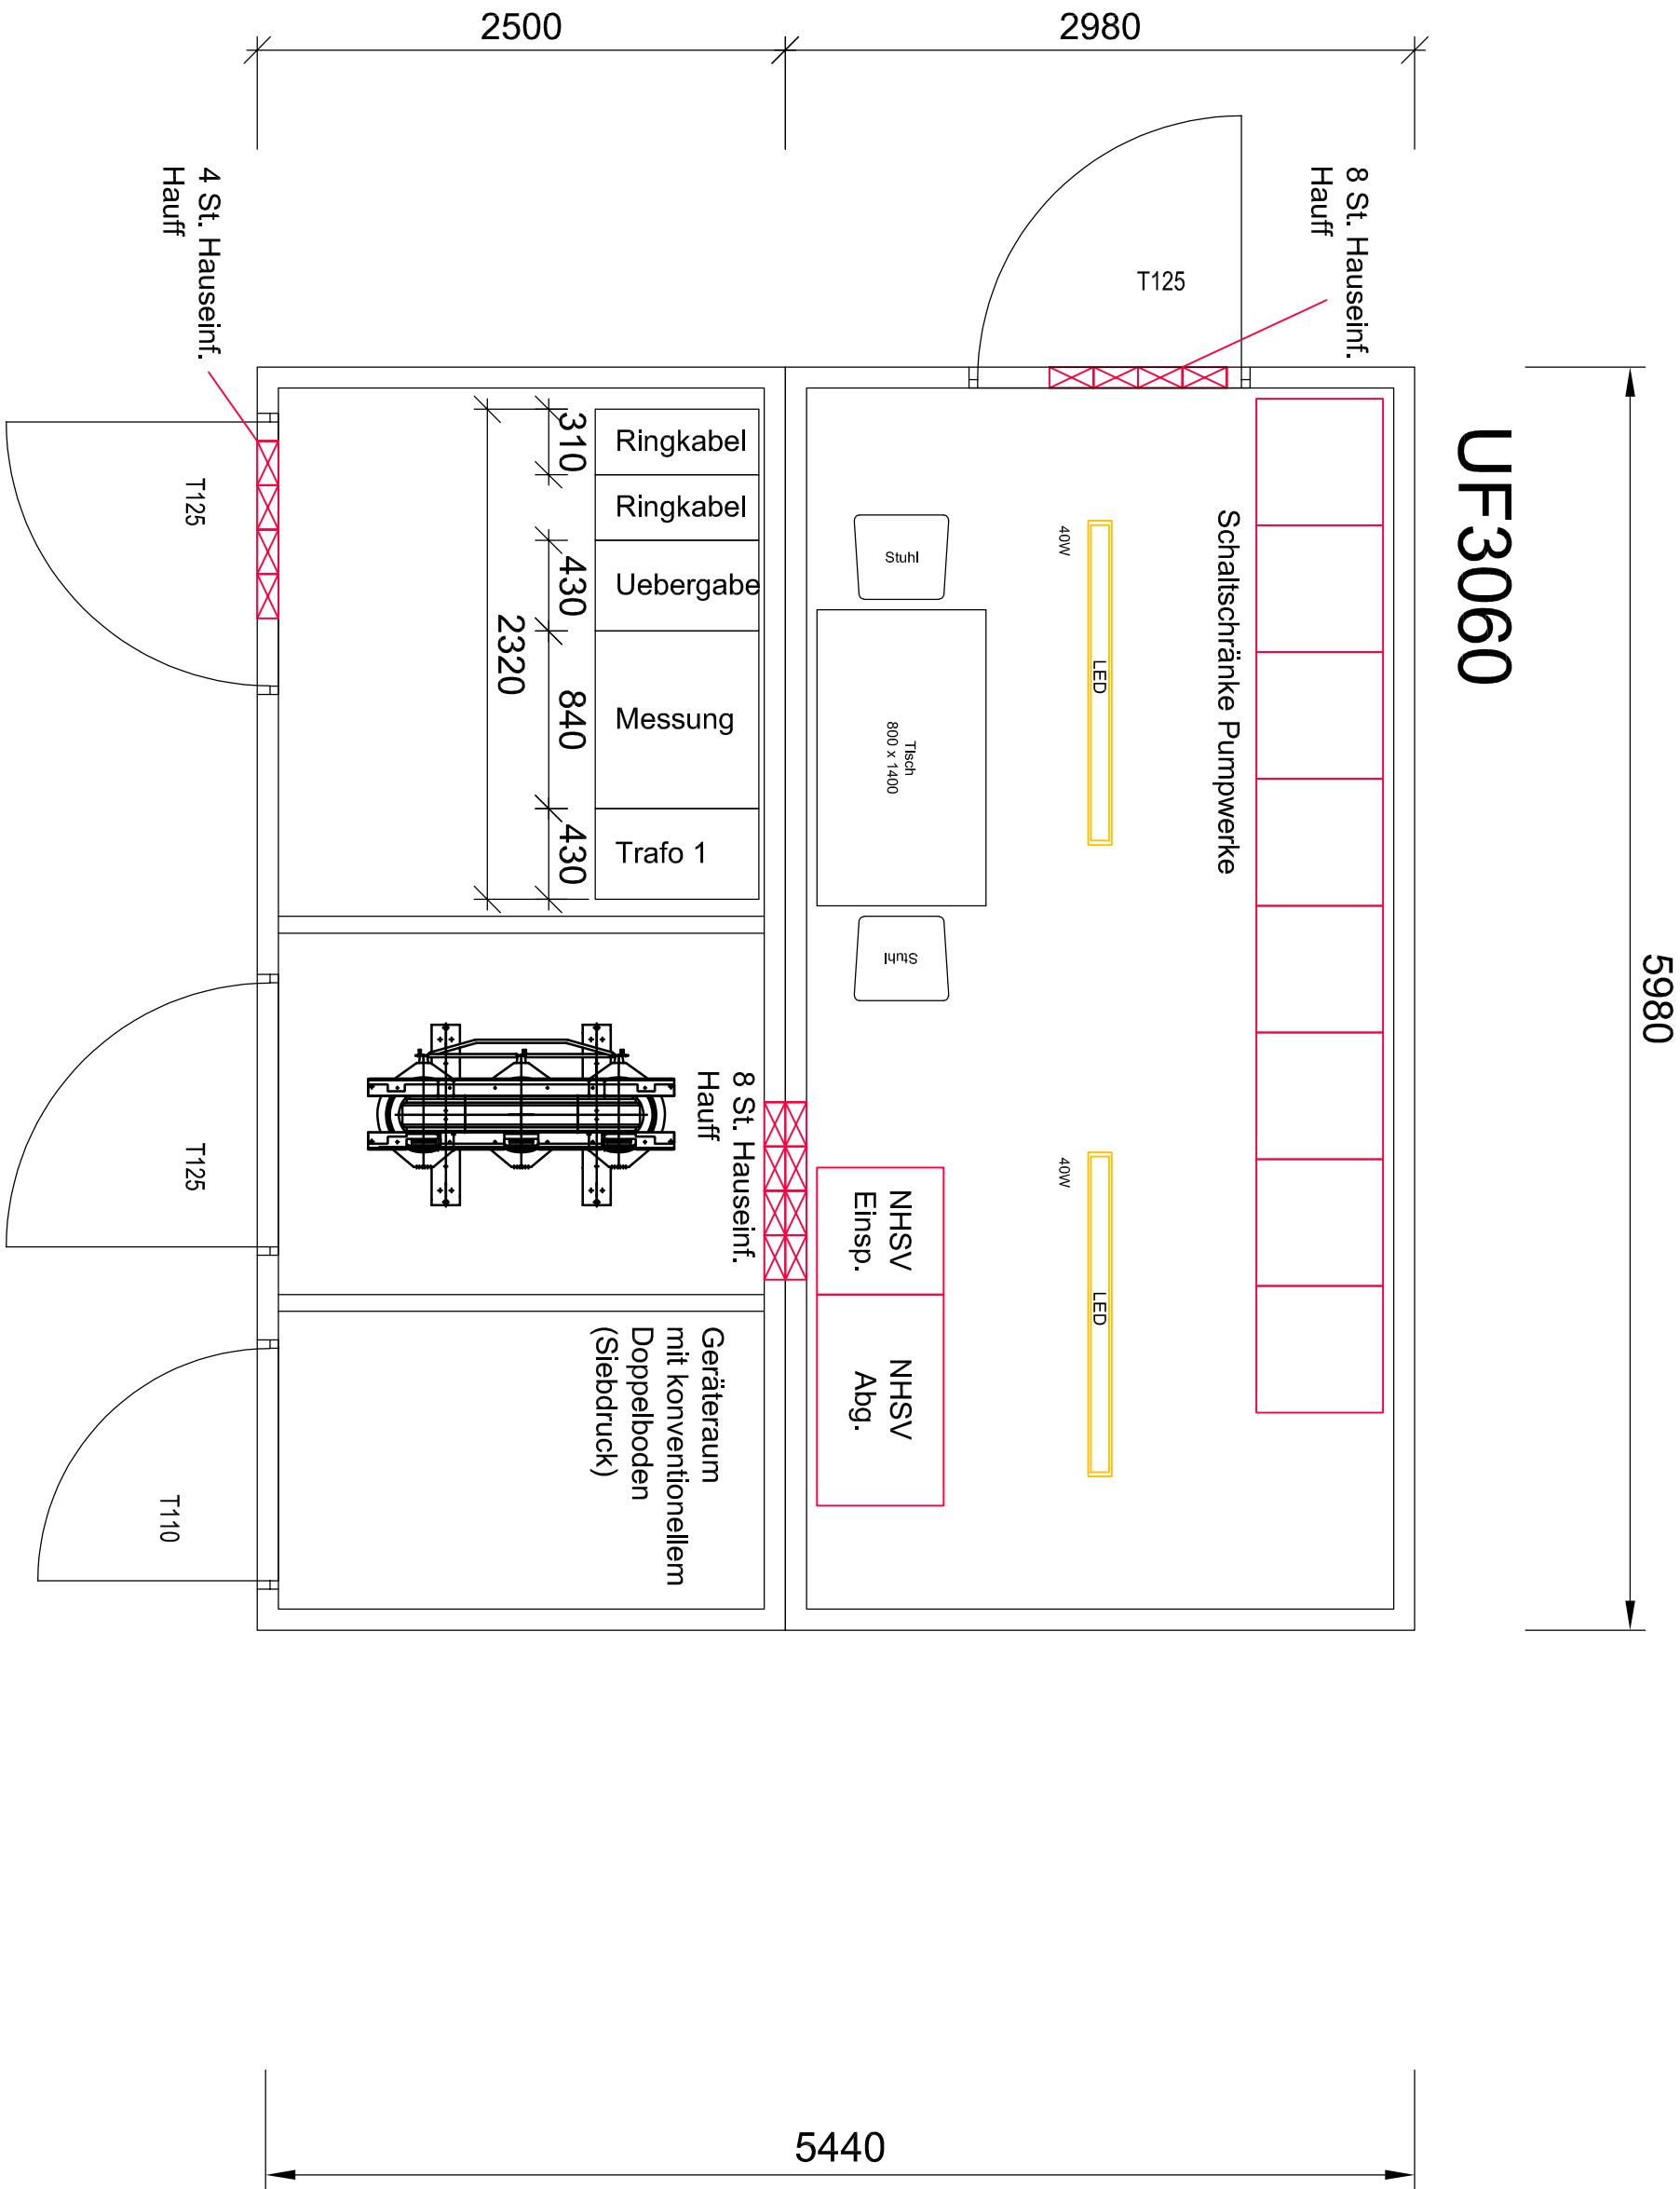 UF3060
5980
2500
2980
8 St. Hauseinf.
Hauff
4 St. Hauseinf.
Hauff
T125
T125
T125
T110
Schaltschränke Pumpwerke
40W
LED
40W
LED
Stuhl
Tisch
800 x 1400
Stuhl
NHSV
Einsp.
NHSV
Abg.
Ringkabel
Ringkabel
Uebergabe
Messung
Trafo 1
310
430
840
430
2320
8 St. Hauseinf.
Hauff
Geräteraum
mit konventionellem
Doppelboden
(Siebdruck)
5440